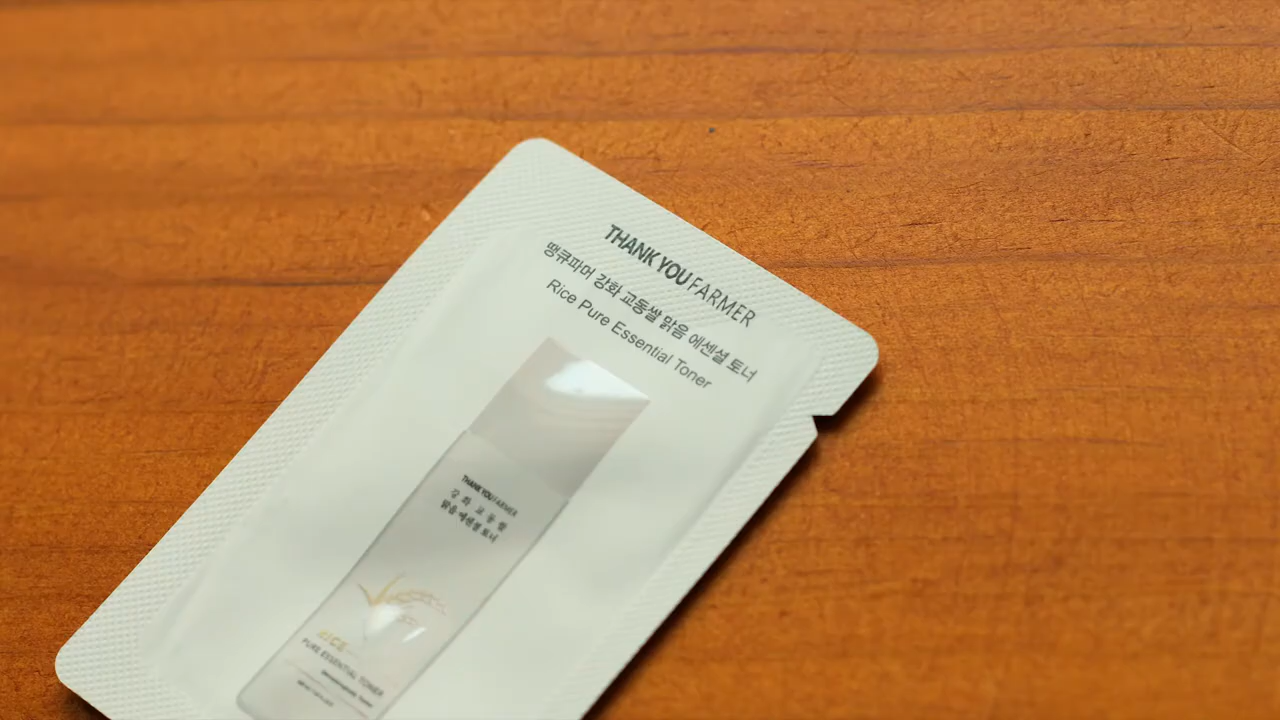 THANK YOU FARMER
땡큐파머 강화 교동쌀 맑음 에센셜 토너
Rice Pure Essential Toner
THANK YOU FARMER
강화 교동쌀
맑음 에센셜 토너
RICE
PURE ESSENTIAL TONER